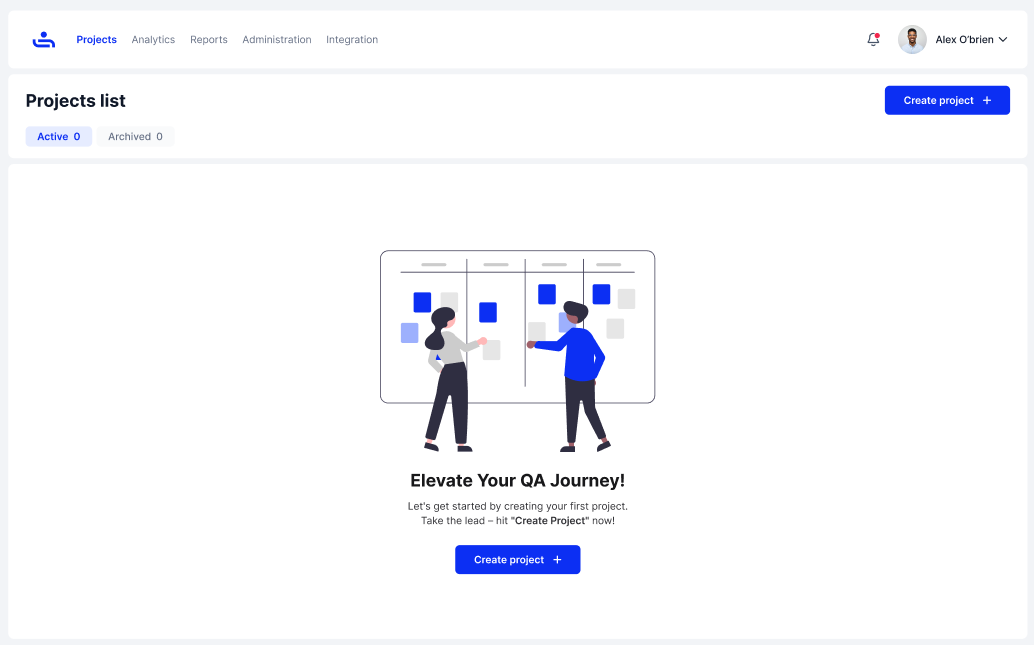 Projects Analytics Reports Administration Integration Alex O'brien
Projects list Create project +
Active 0 Archived 0
Elevate Your QA Journey!
Let's get started by creating your first project.
Take the lead – hit "Create Project" now!
Create project +